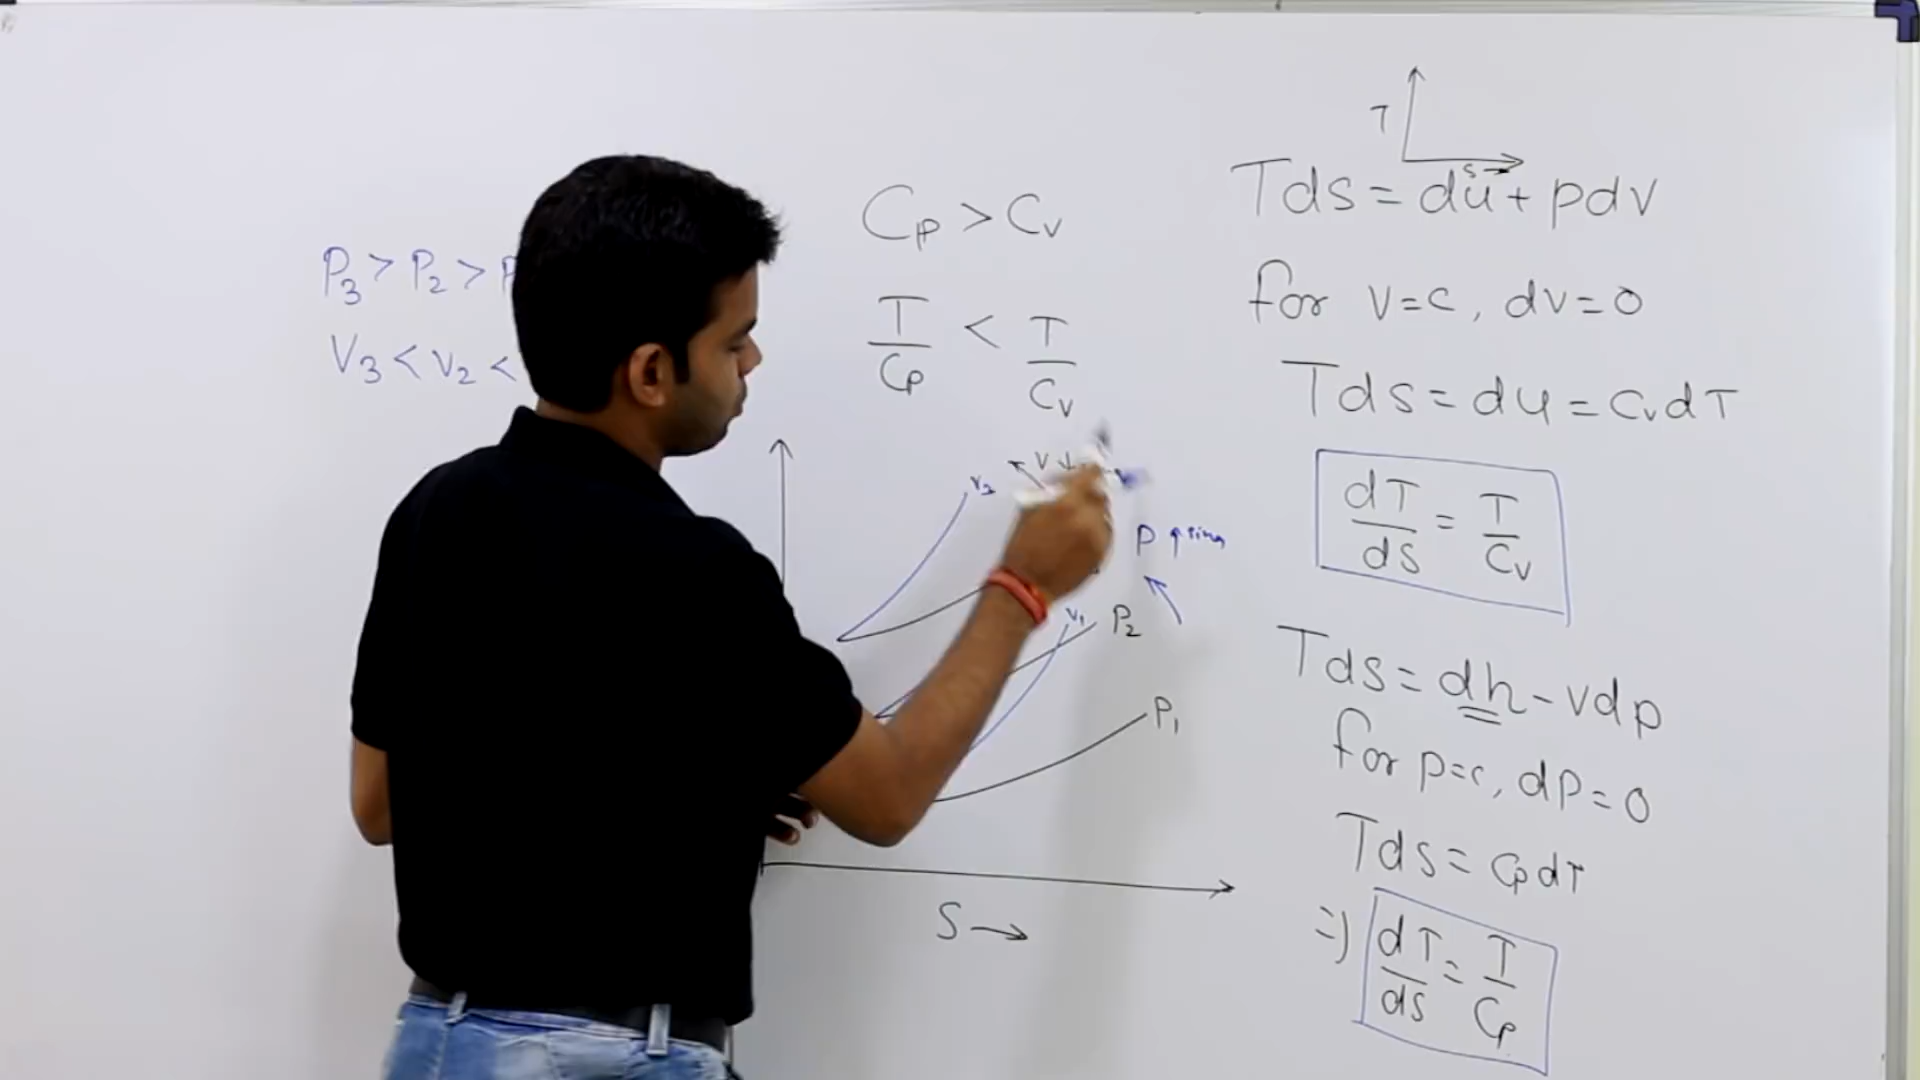 P3 > P2 > P
V3 < V2 <
Cp > Cv
T/Cp < T/Cv
V3
V ↓
P ↑sing
V1
P2
P1
S →
T
s →
Tds = du + pdv
for v=c, dv=0
Tds = du = CvdT
dT/ds = T/Cv
Tds = dh - vdp
for p=c, dp=0
Tds = CpdT
=) dT/ds = T/Cp